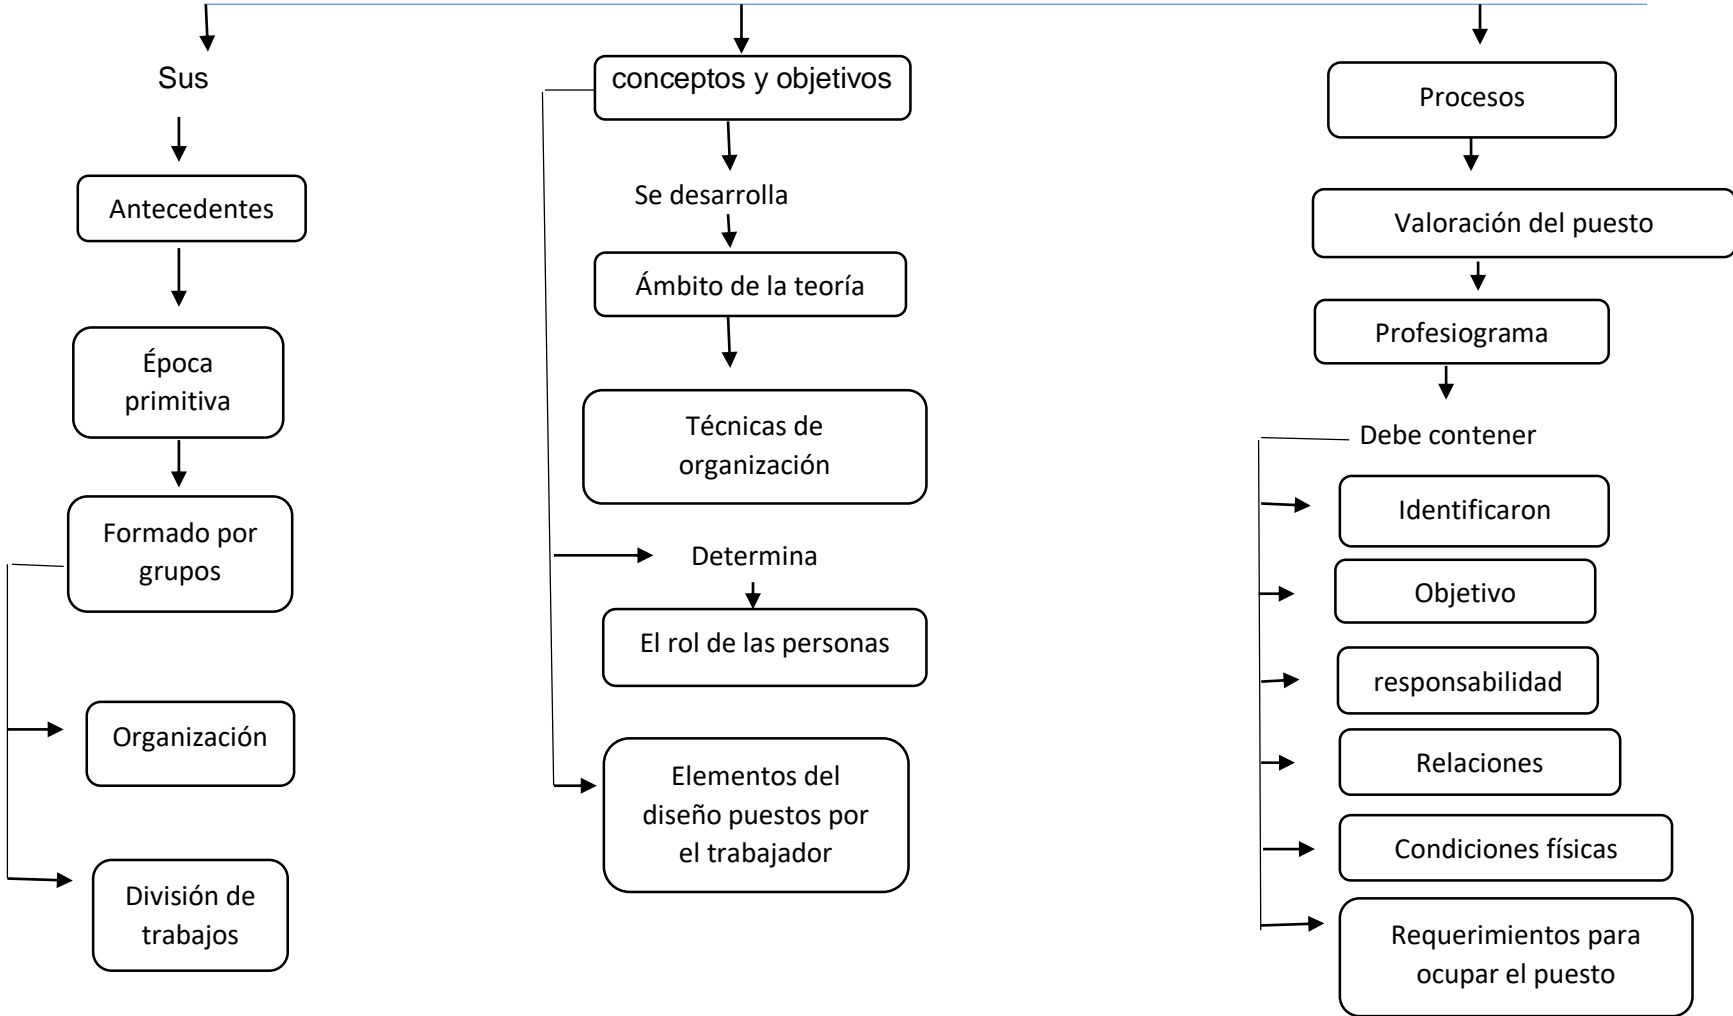 Sus
Antecedentes
Época
primitiva
Formado por
grupos
Organización
División de
trabajos
conceptos y objetivos
Se desarrolla
Ámbito de la teoría
Técnicas de
organización
Determina
El rol de las personas
Elementos del
diseño puestos por
el trabajador
Procesos
Valoración del puesto
Profesiograma
Debe contener
Identificaron
Objetivo
responsabilidad
Relaciones
Condiciones físicas
Requerimientos para
ocupar el puesto